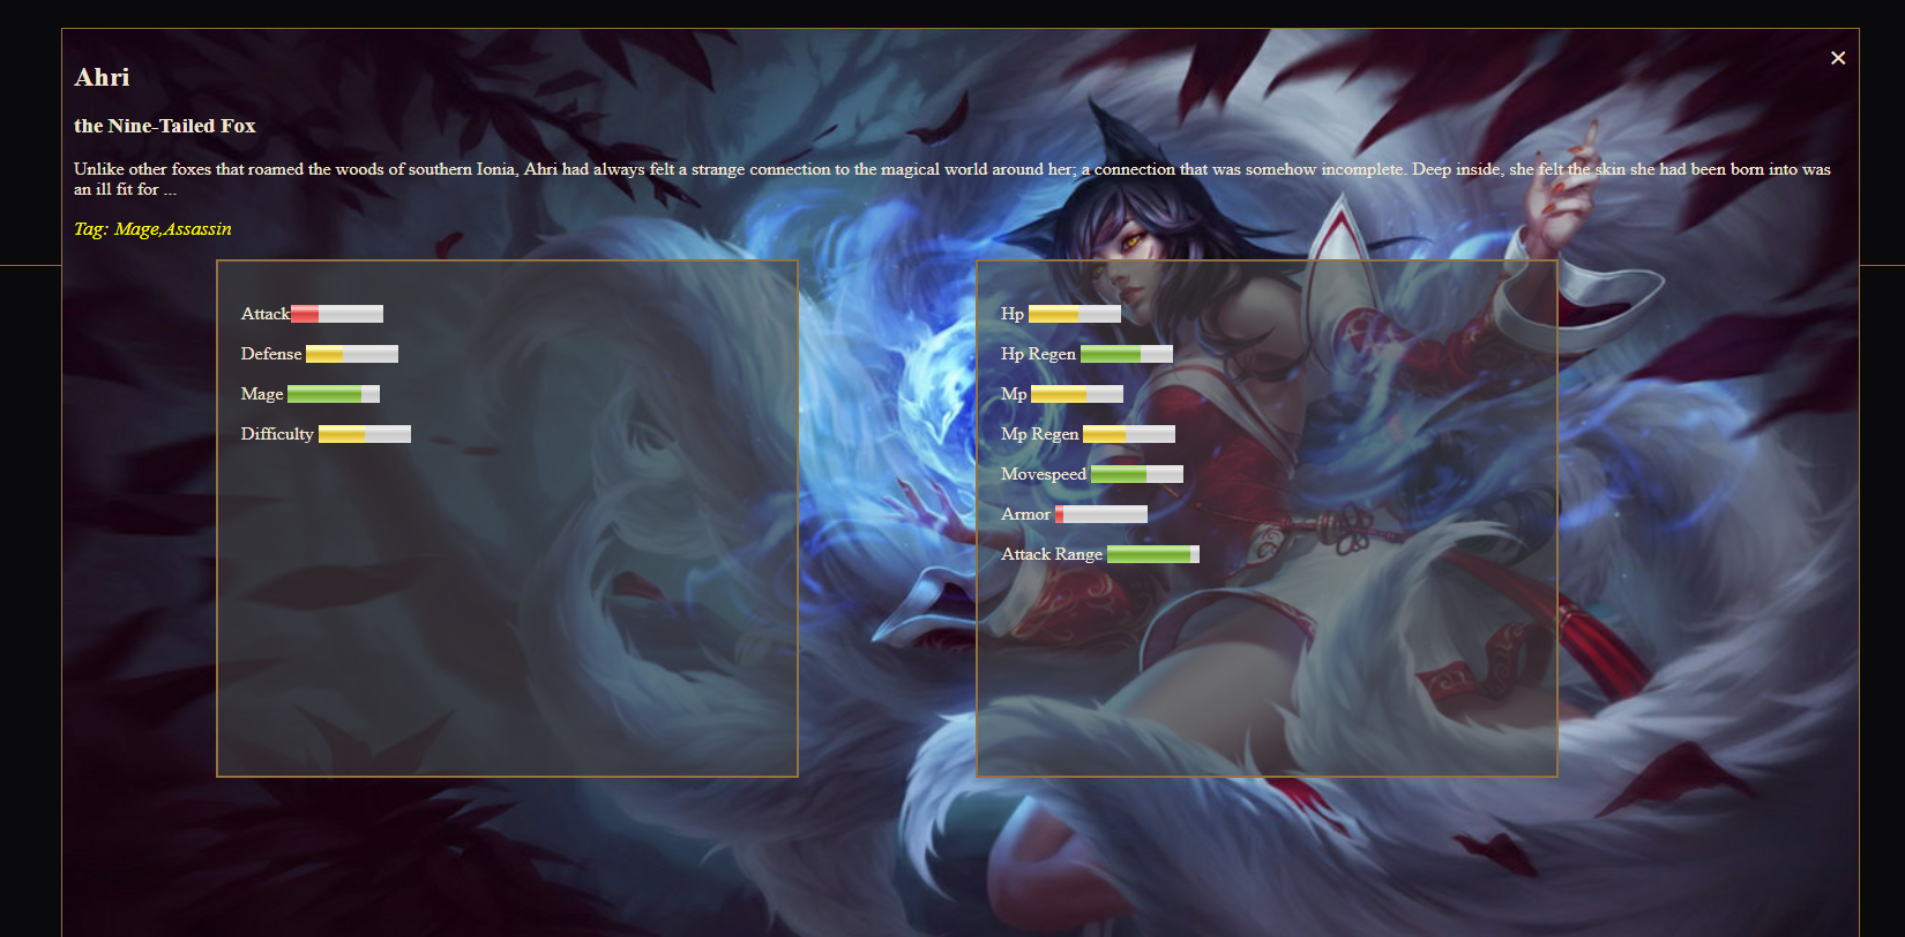 Ahri
the Nine-Tailed Fox
Unlike other foxes that roamed the woods of southern Ionia, Ahri had always felt a strange connection to the magical world around her; a connection that was somehow incomplete. Deep inside, she felt the skin she had been born into was
an ill fit for ...
Tag: Mage,Assassin
Attack
Defense
Mage
Difficulty
Hp
Hp Regen
Mp
Mp Regen
Movespeed
Armor
Attack Range